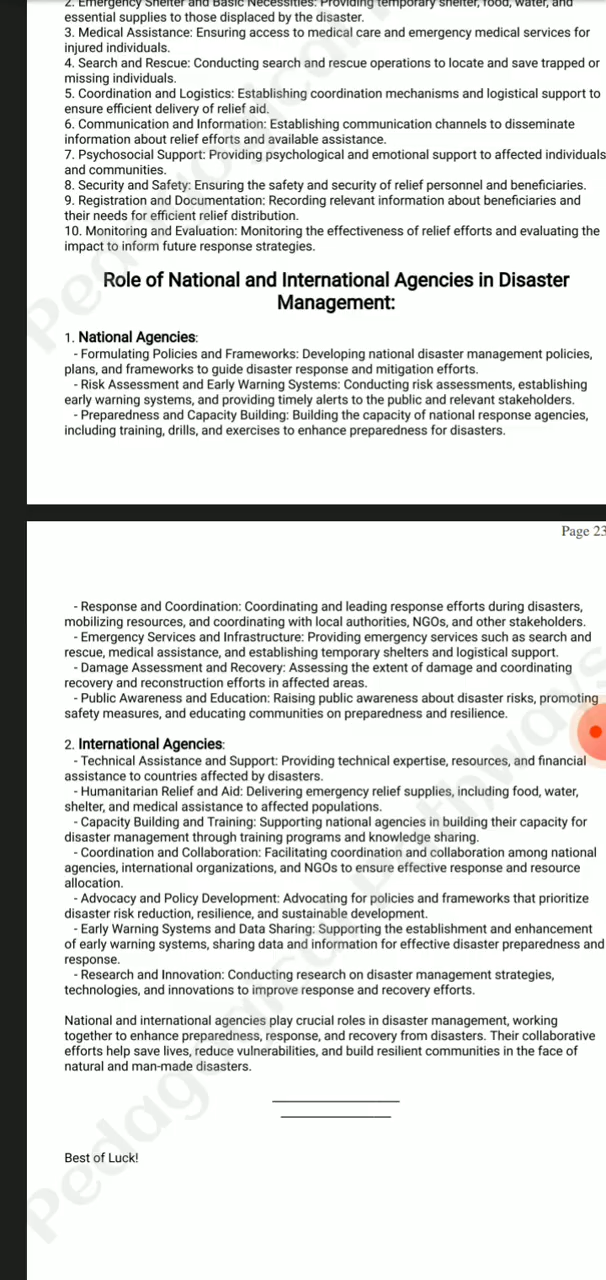 2. Emergency Shelter and Basic Necessities: Providing temporary shelter, food, water, and
essential supplies to those displaced by the disaster.
3. Medical Assistance: Ensuring access to medical care and emergency medical services for
injured individuals.
4. Search and Rescue: Conducting search and rescue operations to locate and save trapped or
missing individuals.
5. Coordination and Logistics: Establishing coordination mechanisms and logistical support to
ensure efficient delivery of relief aid.
6. Communication and Information: Establishing communication channels to disseminate
information about relief efforts and available assistance.
7. Psychosocial Support: Providing psychological and emotional support to affected individuals
and communities.
8. Security and Safety: Ensuring the safety and security of relief personnel and beneficiaries.
9. Registration and Documentation: Recording relevant information about beneficiaries and
their needs for efficient relief distribution.
10. Monitoring and Evaluation: Monitoring the effectiveness of relief efforts and evaluating the
impact to inform future response strategies.
Role of National and International Agencies in Disaster
Management:
1. National Agencies:
- Formulating Policies and Frameworks: Developing national disaster management policies,
plans, and frameworks to guide disaster response and mitigation efforts.
- Risk Assessment and Early Warning Systems: Conducting risk assessments, establishing
early warning systems, and providing timely alerts to the public and relevant stakeholders.
- Preparedness and Capacity Building: Building the capacity of national response agencies,
including training, drills, and exercises to enhance preparedness for disasters.
Page 23
- Response and Coordination: Coordinating and leading response efforts during disasters,
mobilizing resources, and coordinating with local authorities, NGOs, and other stakeholders.
- Emergency Services and Infrastructure: Providing emergency services such as search and
rescue, medical assistance, and establishing temporary shelters and logistical support.
- Damage Assessment and Recovery: Assessing the extent of damage and coordinating
recovery and reconstruction efforts in affected areas.
- Public Awareness and Education: Raising public awareness about disaster risks, promoting
safety measures, and educating communities on preparedness and resilience.
2. International Agencies:
- Technical Assistance and Support: Providing technical expertise, resources, and financial
assistance to countries affected by disasters.
- Humanitarian Relief and Aid: Delivering emergency relief supplies, including food, water,
shelter, and medical assistance to affected populations.
- Capacity Building and Training: Supporting national agencies in building their capacity for
disaster management through training programs and knowledge sharing.
- Coordination and Collaboration: Facilitating coordination and collaboration among national
agencies, international organizations, and NGOs to ensure effective response and resource
allocation.
- Advocacy and Policy Development: Advocating for policies and frameworks that prioritize
disaster risk reduction, resilience, and sustainable development.
- Early Warning Systems and Data Sharing: Supporting the establishment and enhancement
of early warning systems, sharing data and information for effective disaster preparedness and
response.
- Research and Innovation: Conducting research on disaster management strategies,
technologies, and innovations to improve response and recovery efforts.
National and international agencies play crucial roles in disaster management, working
together to enhance preparedness, response, and recovery from disasters. Their collaborative
efforts help save lives, reduce vulnerabilities, and build resilient communities in the face of
natural and man-made disasters.
Best of Luck!